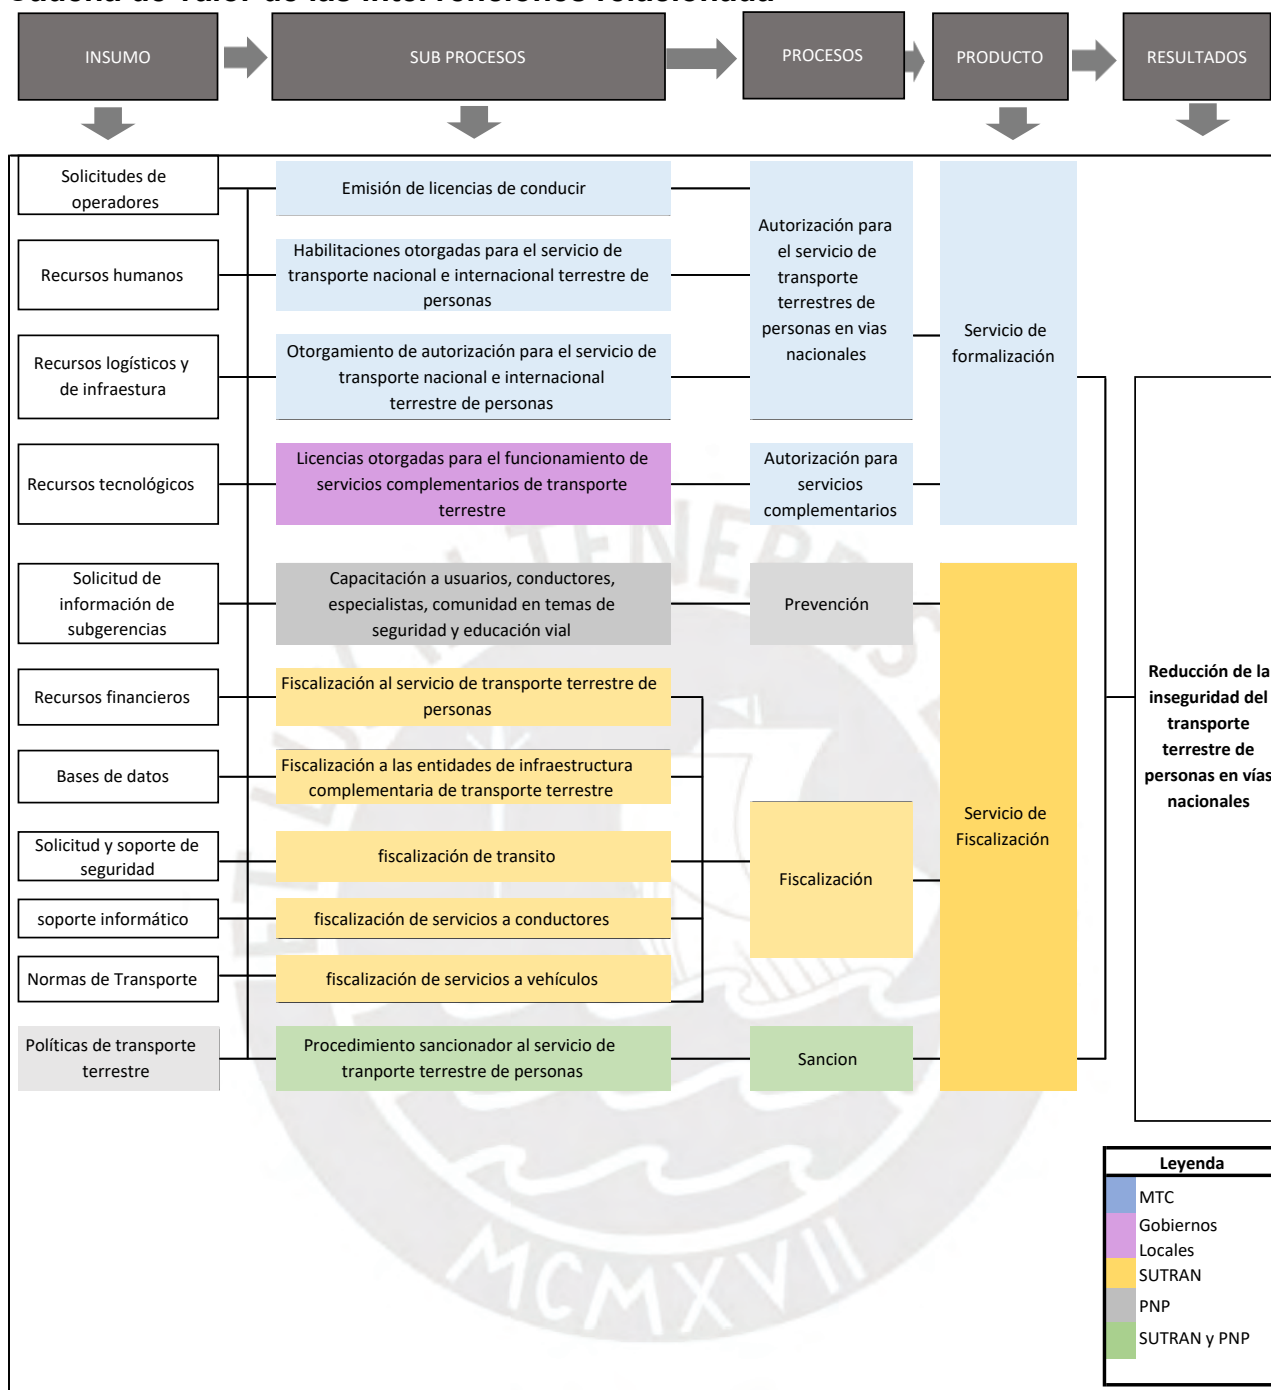 Cadena de Valor de las Intervenciones relacionada
INSUMO
SUB PROCESOS
PROCESOS
PRODUCTO
RESULTADOS
Solicitudes de
operadores
Emisión de licencias de conducir
Autorización para
el servicio de
transporte
terrestres de
personas en vias
nacionales
Recursos humanos
Habilitaciones otorgadas para el servicio de
transporte nacional e internacional terrestre de
personas
Servicio de
formalización
Recursos logísticos y
de infraestura
Otorgamiento de autorización para el servicio de
transporte nacional e internacional
terrestre de personas
Recursos tecnológicos
Licencias otorgadas para el funcionamiento de
servicios complementarios de transporte
terrestre
Autorización para
servicios
complementarios
Solicitud de
información de
subgerencias
Capacitación a usuarios, conductores,
especialistas, comunidad en temas de
seguridad y educación vial
Prevención
Recursos financieros
Fiscalización al servicio de transporte terrestre de
personas
Reducción de la
inseguridad del
transporte
terrestre de
personas en vías
nacionales
Bases de datos
Fiscalización a las entidades de infraestructura
complementaria de transporte terrestre
Servicio de
Fiscalización
Solicitud y soporte de
seguridad
fiscalización de transito
Fiscalización
soporte informático
fiscalización de servicios a conductores
Normas de Transporte
fiscalización de servicios a vehículos
Políticas de transporte
terrestre
Procedimiento sancionador al servicio de
tranporte terrestre de personas
Sancion
Leyenda
MTC
Gobiernos
Locales
SUTRAN
PNP
SUTRAN y PNP
MCMXVII